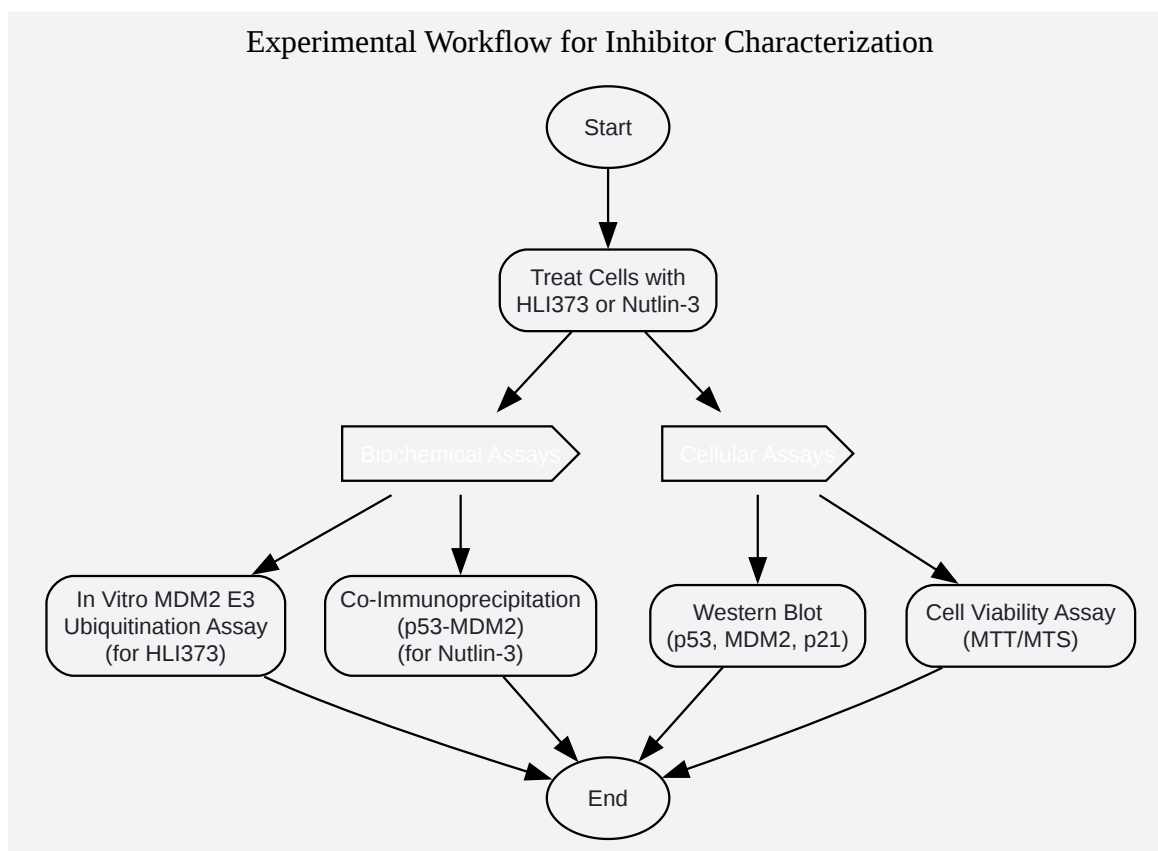 Experimental Workflow for Inhibitor Characterization
Start
Treat Cells with
HLI373 or Nutlin-3
Biochemical Assays
Cellular Assays
In Vitro MDM2 E3
Ubiquitination Assay
(for HLI373)
Co-Immunoprecipitation
(p53-MDM2)
(for Nutlin-3)
Western Blot
(p53, MDM2, p21)
Cell Viability Assay
(MTT/MTS)
End